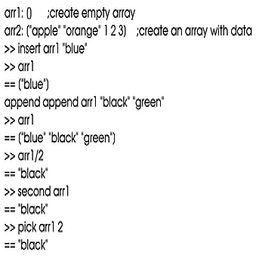 arr1: ()     ;create empty array
arr2: ("apple" "orange" 1 2 3)    ;create an array with data
>> insert arr1 "blue"
>> arr1
== ("blue")
append append arr1 "black" "green"
>> arr1
== ("blue" "black" "green")
>> arr1/2
== "black"
>> second arr1
== "black"
>> pick arr1 2
== "black"